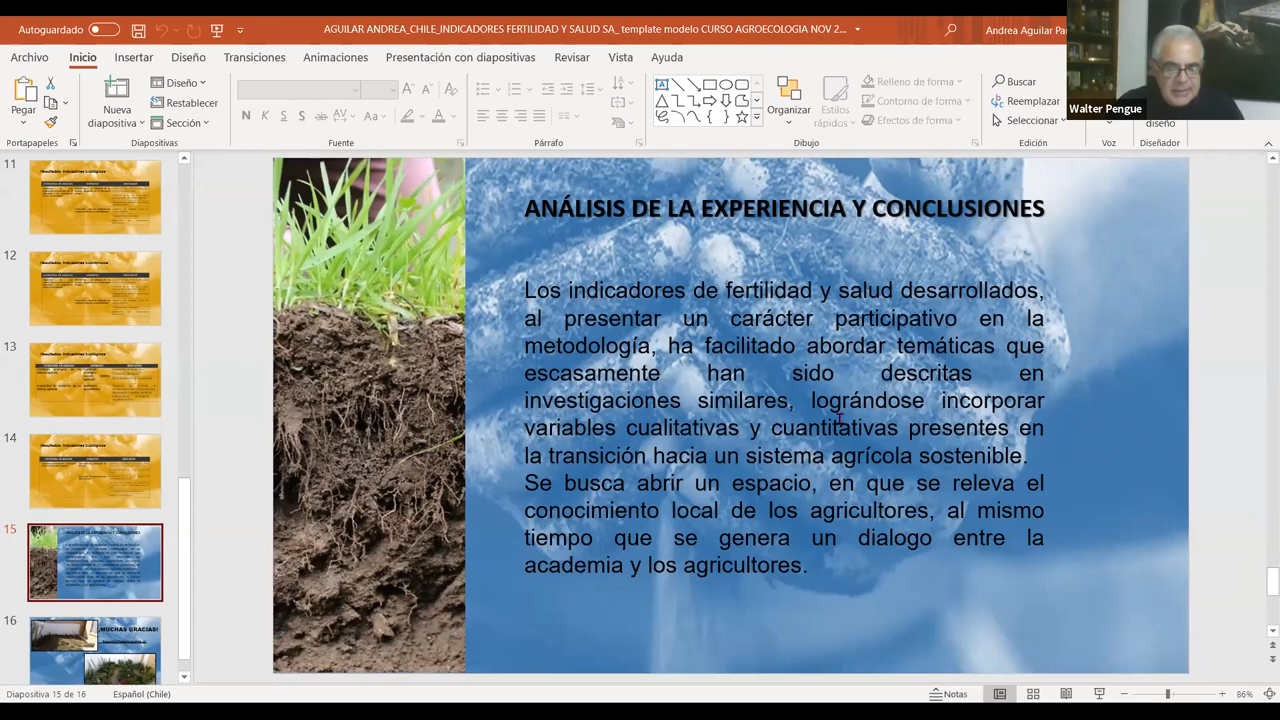 Autoguardado
AGUILAR ANDREA_CHILE_INDICADORES FERTILIDAD Y SALUD SA_ template modelo CURSO AGROECOLOGIA NOV 2...
Andrea Aguilar
Walter Pengue
Archivo Inicio Insertar Diseño Transiciones Animaciones Presentación con diapositivas Revisar Vista Ayuda
Pegar
Nueva
diapositiva
Diseño
Restablecer
Sección
Organizar
Estilos
rápidos
Relleno de forma
Contorno de forma
Efectos de forma
Buscar
Reemplazar
Seleccionar
diseño
Portapapeles Diapositivas Fuente Párrafo Dibujo Edición Voz Diseñador
11
12
13
14
15
16
¡MUCHAS GRACIAS!
ANÁLISIS DE LA EXPERIENCIA Y CONCLUSIONES
Los indicadores de fertilidad y salud desarrollados,
al presentar un carácter participativo en la
metodología, ha facilitado abordar temáticas que
escasamente han sido descritas en
investigaciones similares, lográndose incorporar
variables cualitativas y cuantitativas presentes en
la transición hacia un sistema agrícola sostenible.
Se busca abrir un espacio, en que se releva el
conocimiento local de los agricultores, al mismo
tiempo que se genera un dialogo entre la
academia y los agricultores.
Diapositiva 15 de 16 Español (Chile) Notas 86%